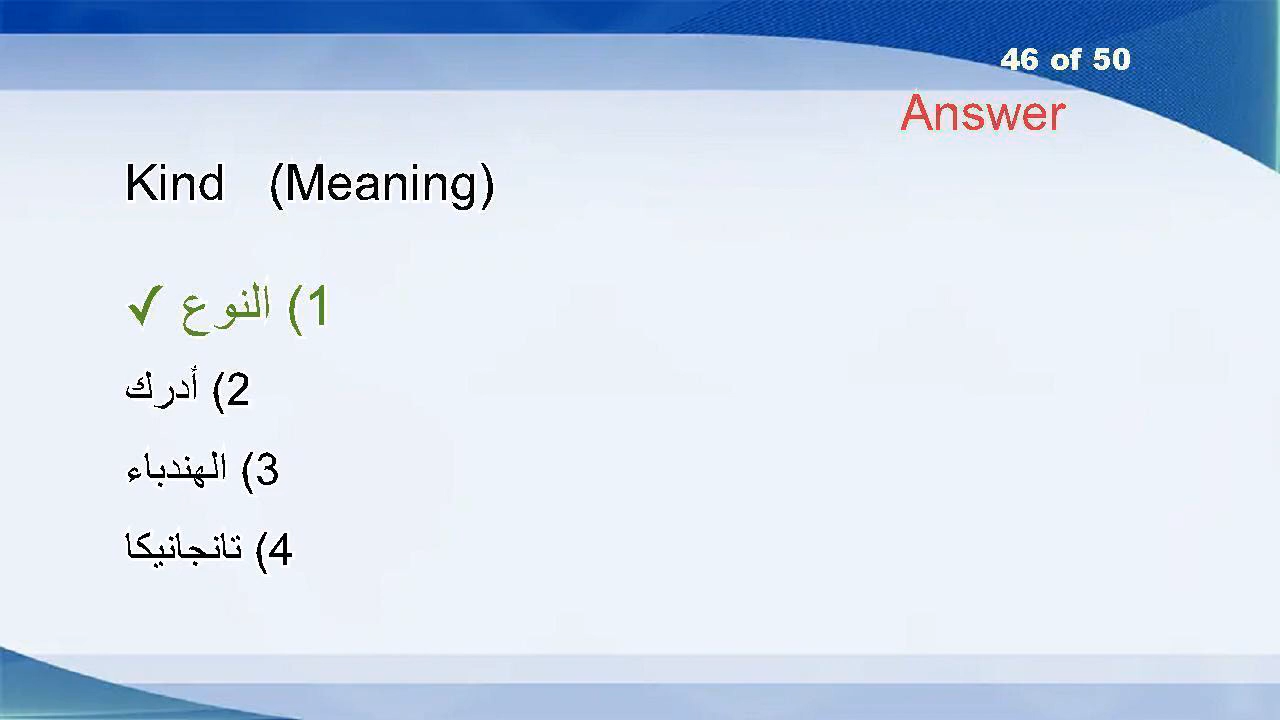 46 of 50
Answer
Kind (Meaning)
1) النوع ✓
2) أدرك
3) الهندباء
4) تانجانيكا